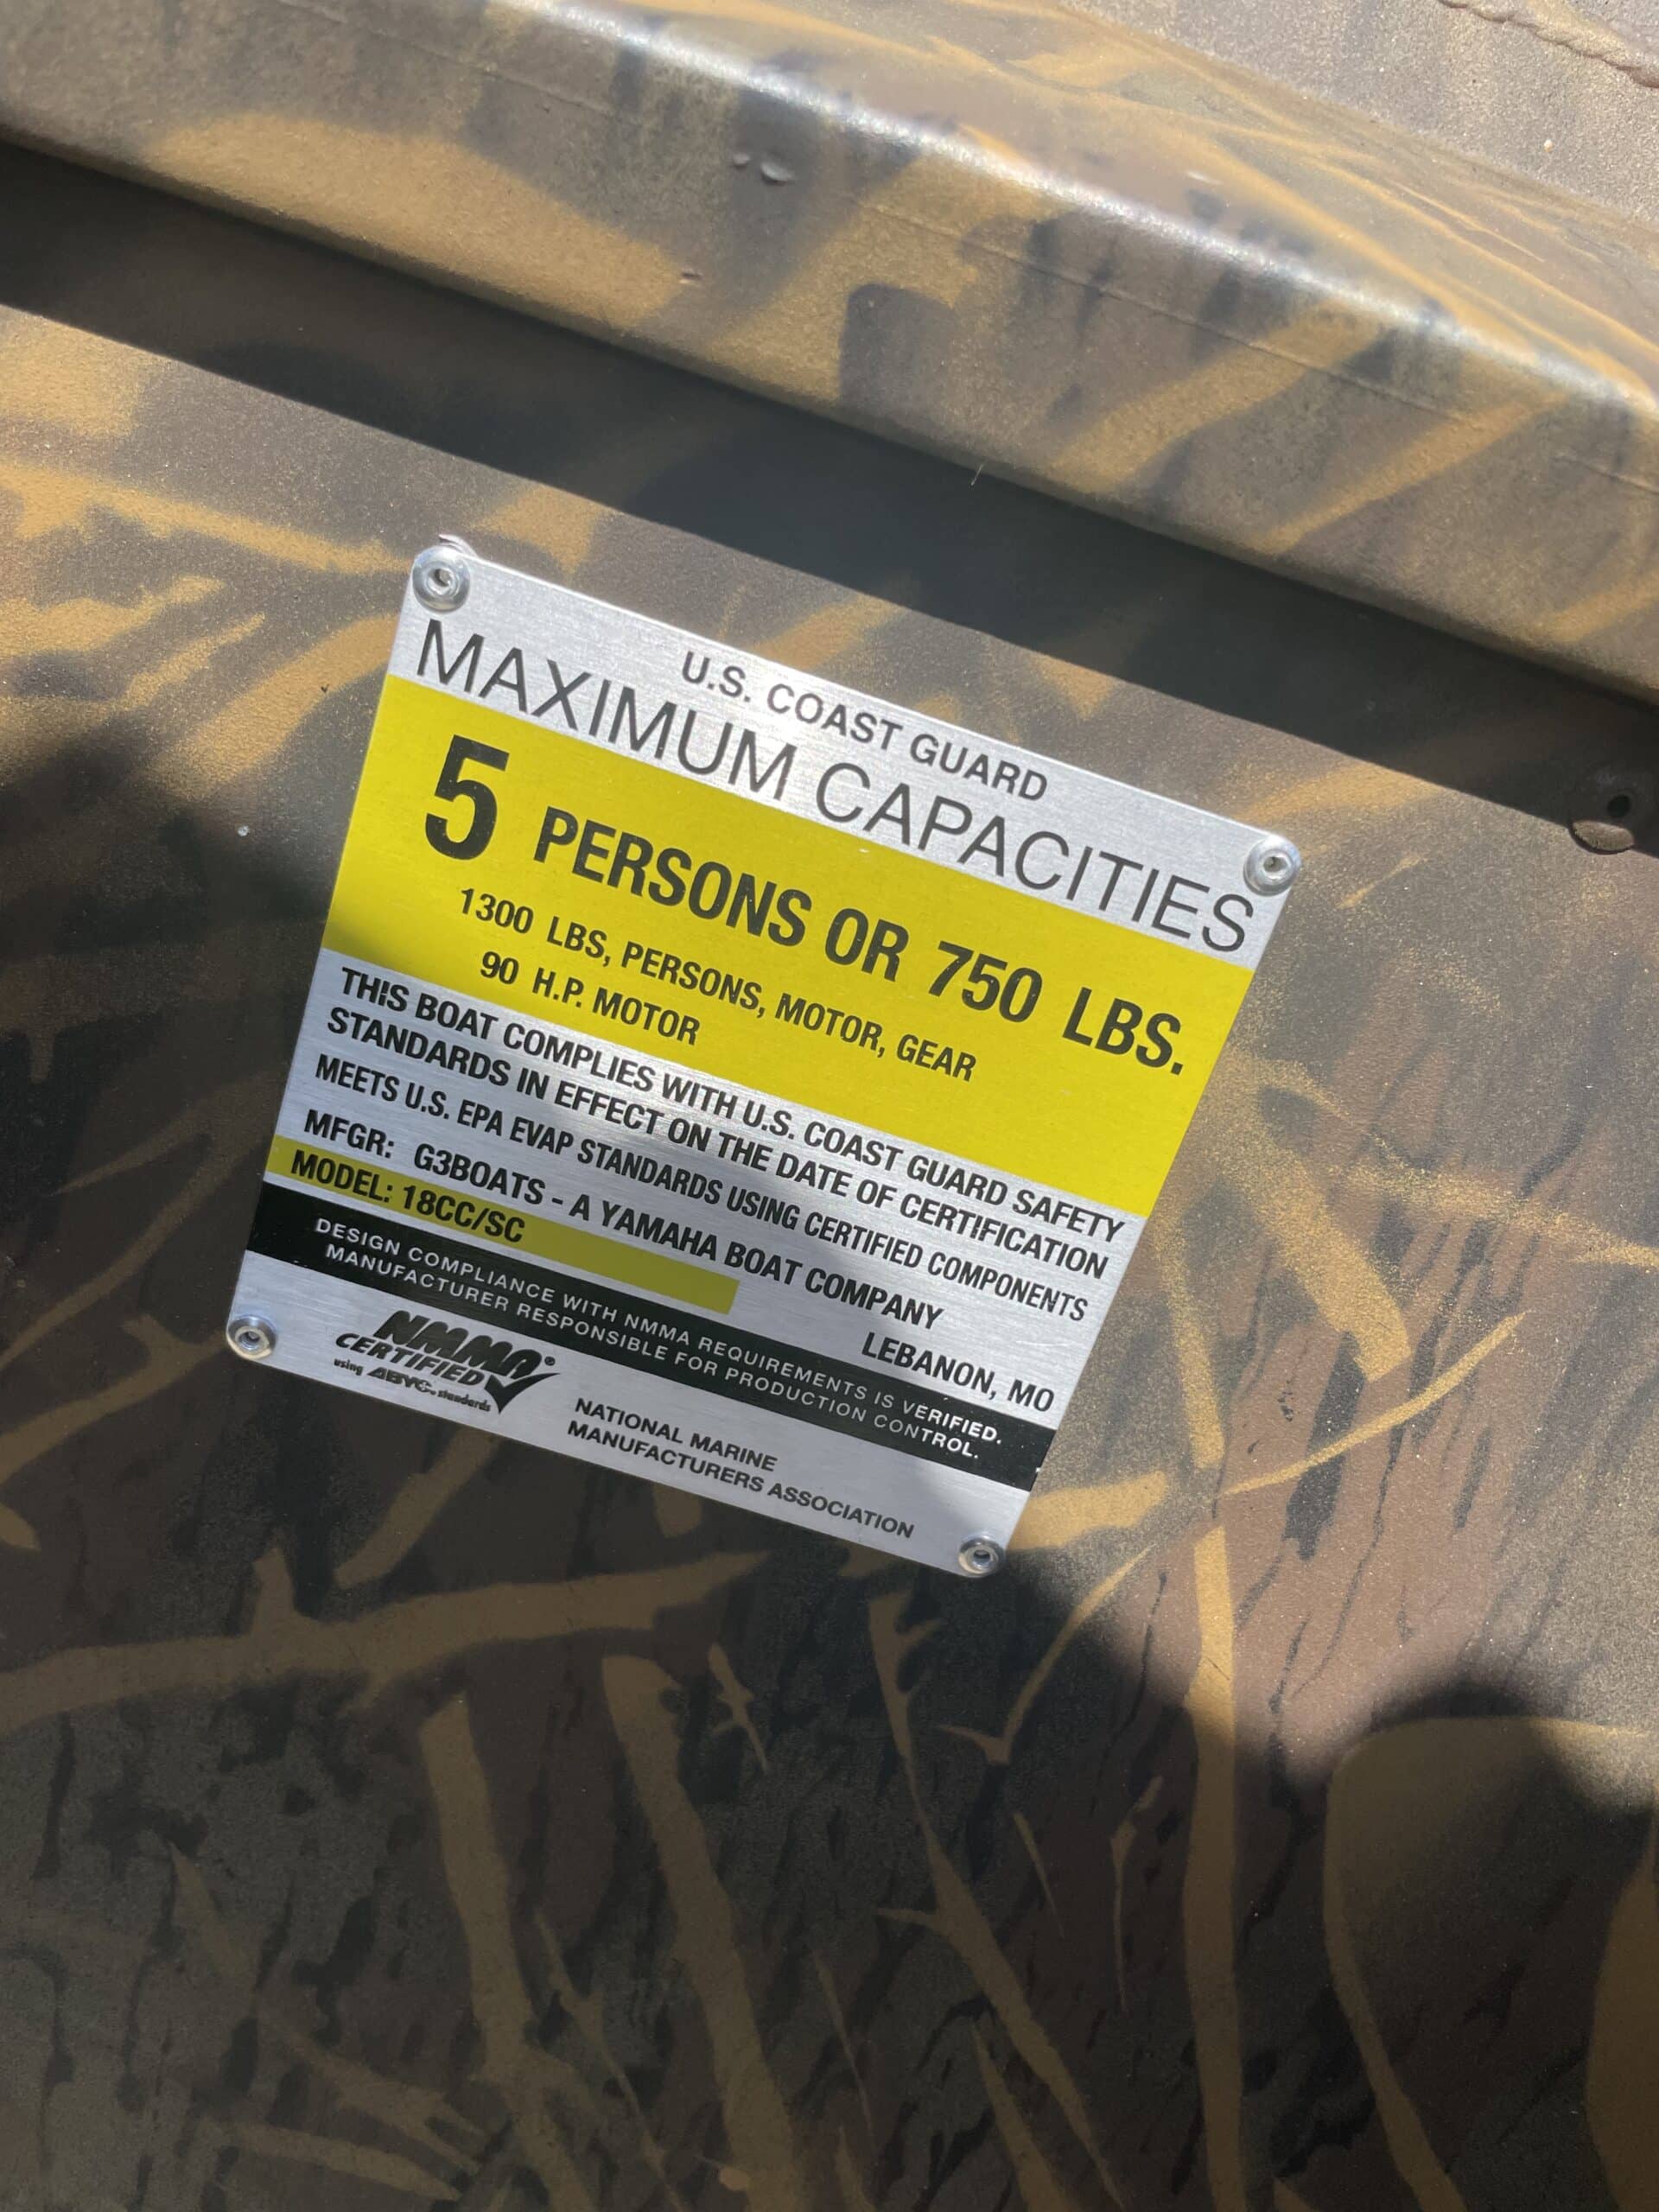 U.S. COAST GUARD
MAXIMUM CAPACITIES
5 PERSONS OR 750 LBS.
1300 LBS, PERSONS, MOTOR, GEAR
90 H.P. MOTOR
THIS BOAT COMPLIES WITH U.S. COAST GUARD SAFETY
STANDARDS IN EFFECT ON THE DATE OF CERTIFICATION
MEETS U.S. EPA EVAP STANDARDS USING CERTIFIED COMPONENTS
MFGR: G3BOATS - A YAMAHA BOAT COMPANY
LEBANON, MO
MODEL: 18CC/SC
DESIGN COMPLIANCE WITH NMMA REQUIREMENTS IS VERIFIED.
MANUFACTURER RESPONSIBLE FOR PRODUCTION CONTROL.
NMMA®
CERTIFIED
using ABYC. standards
NATIONAL MARINE
MANUFACTURERS ASSOCIATION